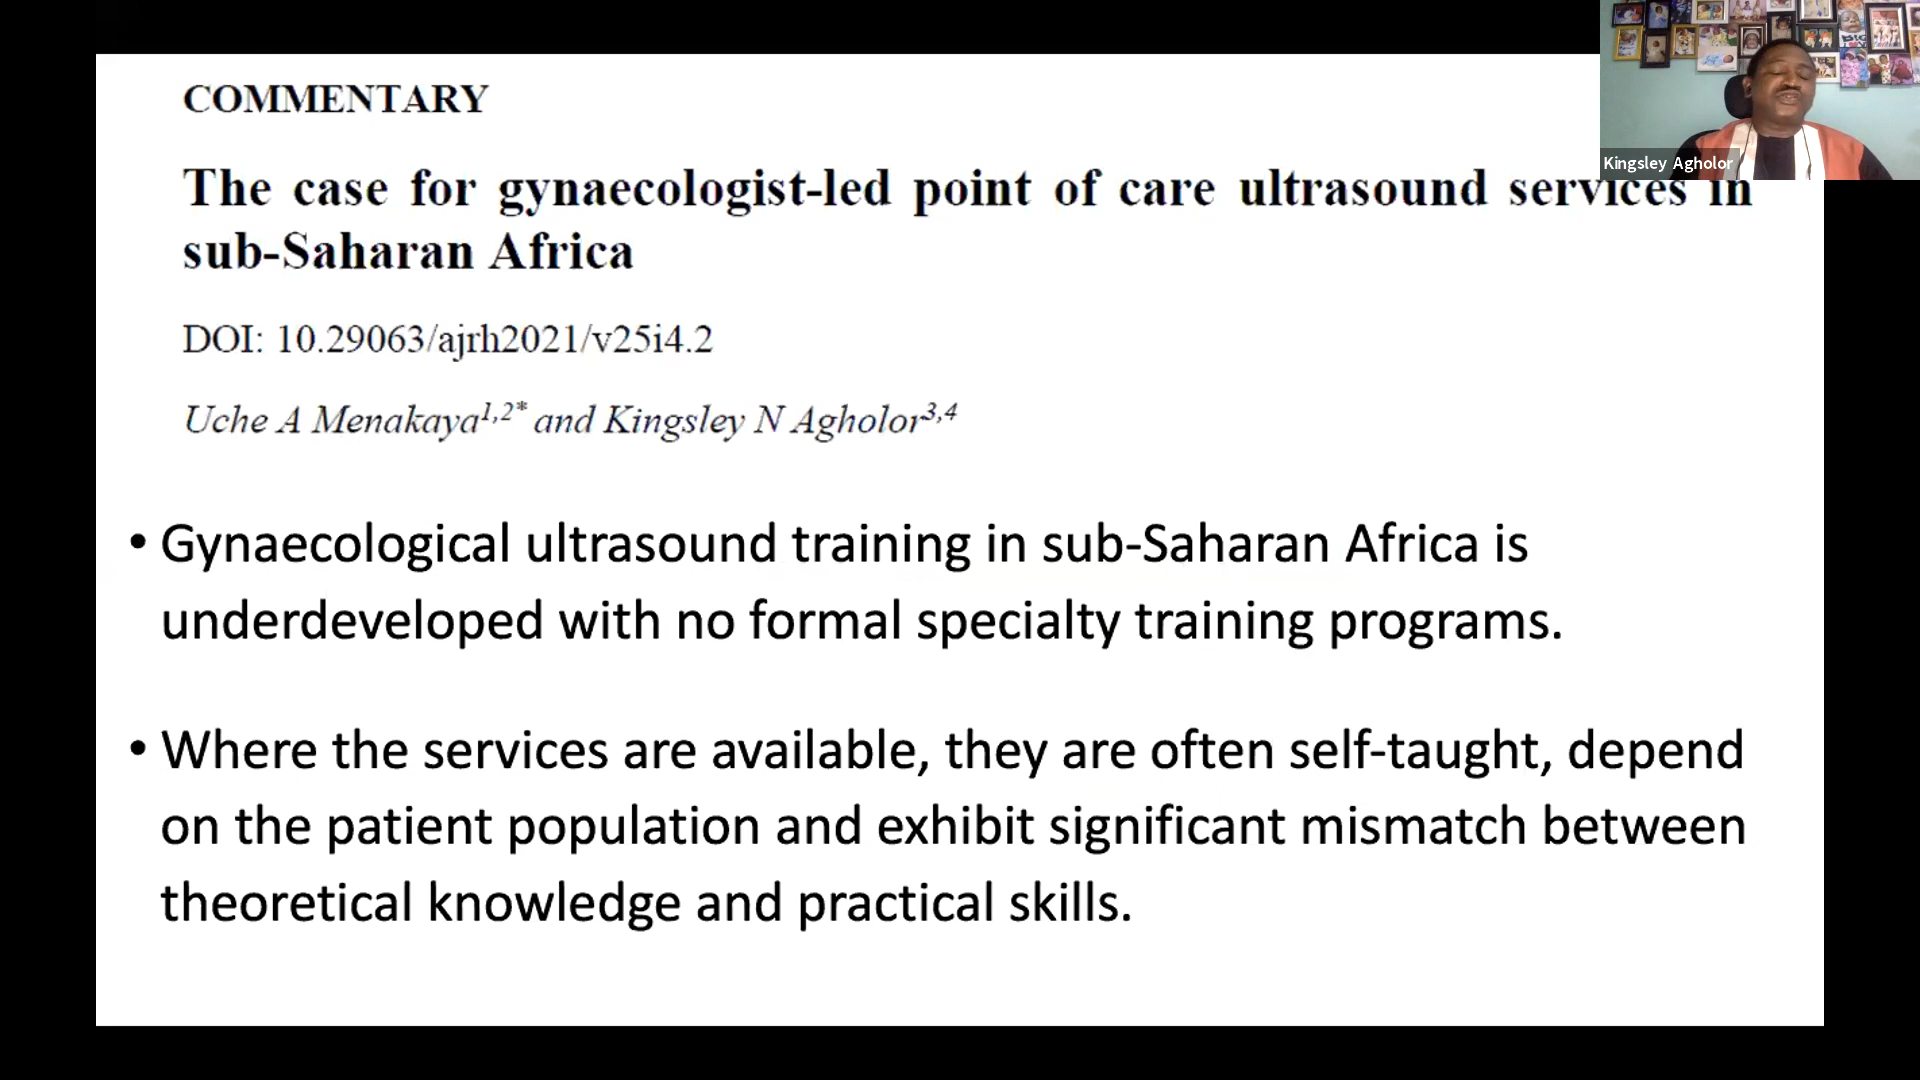 COMMENTARY
The case for gynaecologist-led point of care ultrasound services in
sub-Saharan Africa
DOI: 10.29063/ajrh2021/v25i4.2
Uche A Menakaya1,2* and Kingsley N Agholor3,4
• Gynaecological ultrasound training in sub-Saharan Africa is
underdeveloped with no formal specialty training programs.
• Where the services are available, they are often self-taught, depend
on the patient population and exhibit significant mismatch between
theoretical knowledge and practical skills.
Kingsley Agholor